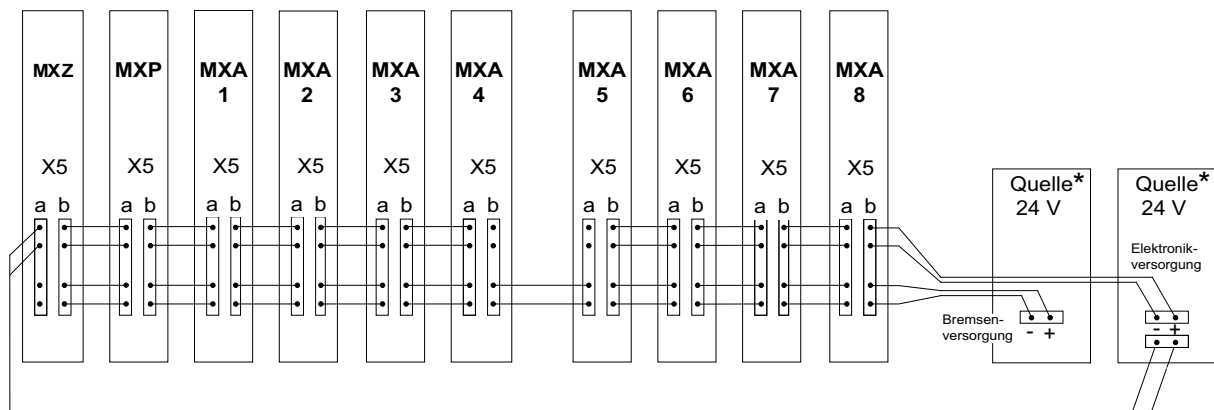 MXZ MXP MXA MXA MXA MXA MXA MXA MXA MXA
1 2 3 4 5 6 7 8
X5 X5 X5 X5 X5 X5 X5 X5 X5 X5
Quelle* Quelle*
24 V 24 V
a b a b a b a b a b a b a b a b a b a b
Elektronik-
versorgung
Bremsen-
versorgung
- +
- +